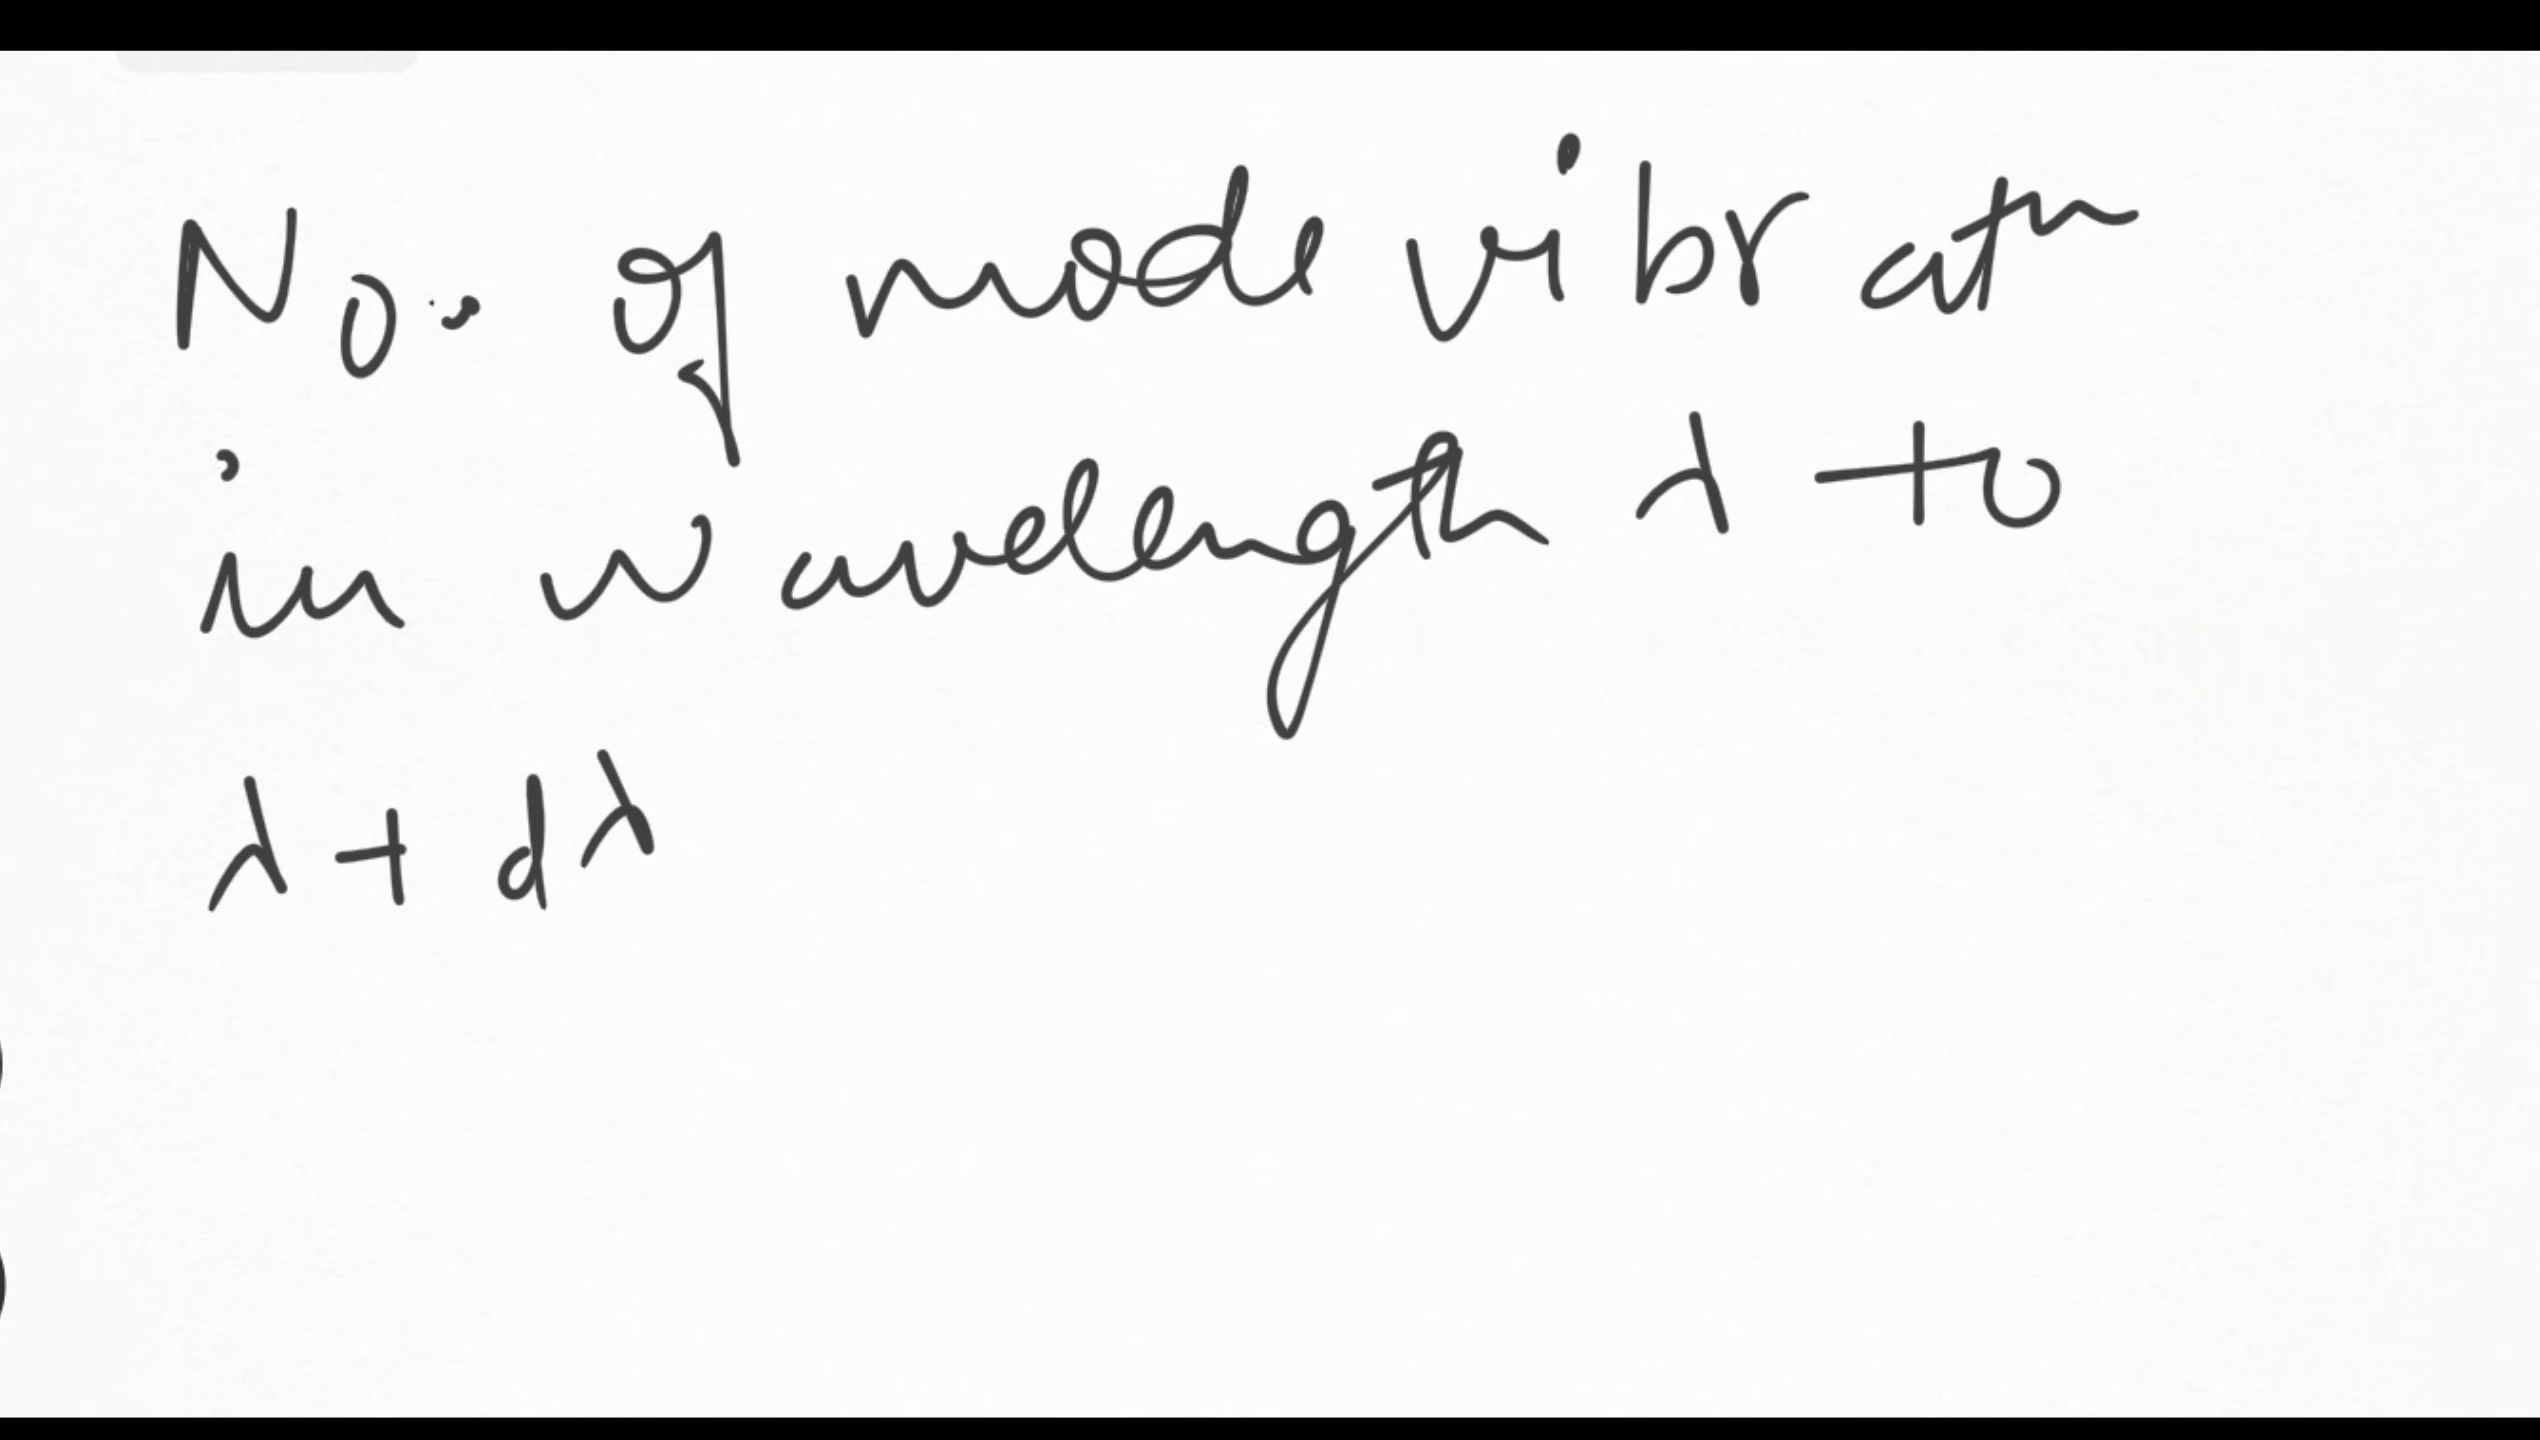 No. of mode vibratn
in wavelength λ to
λ + dλ